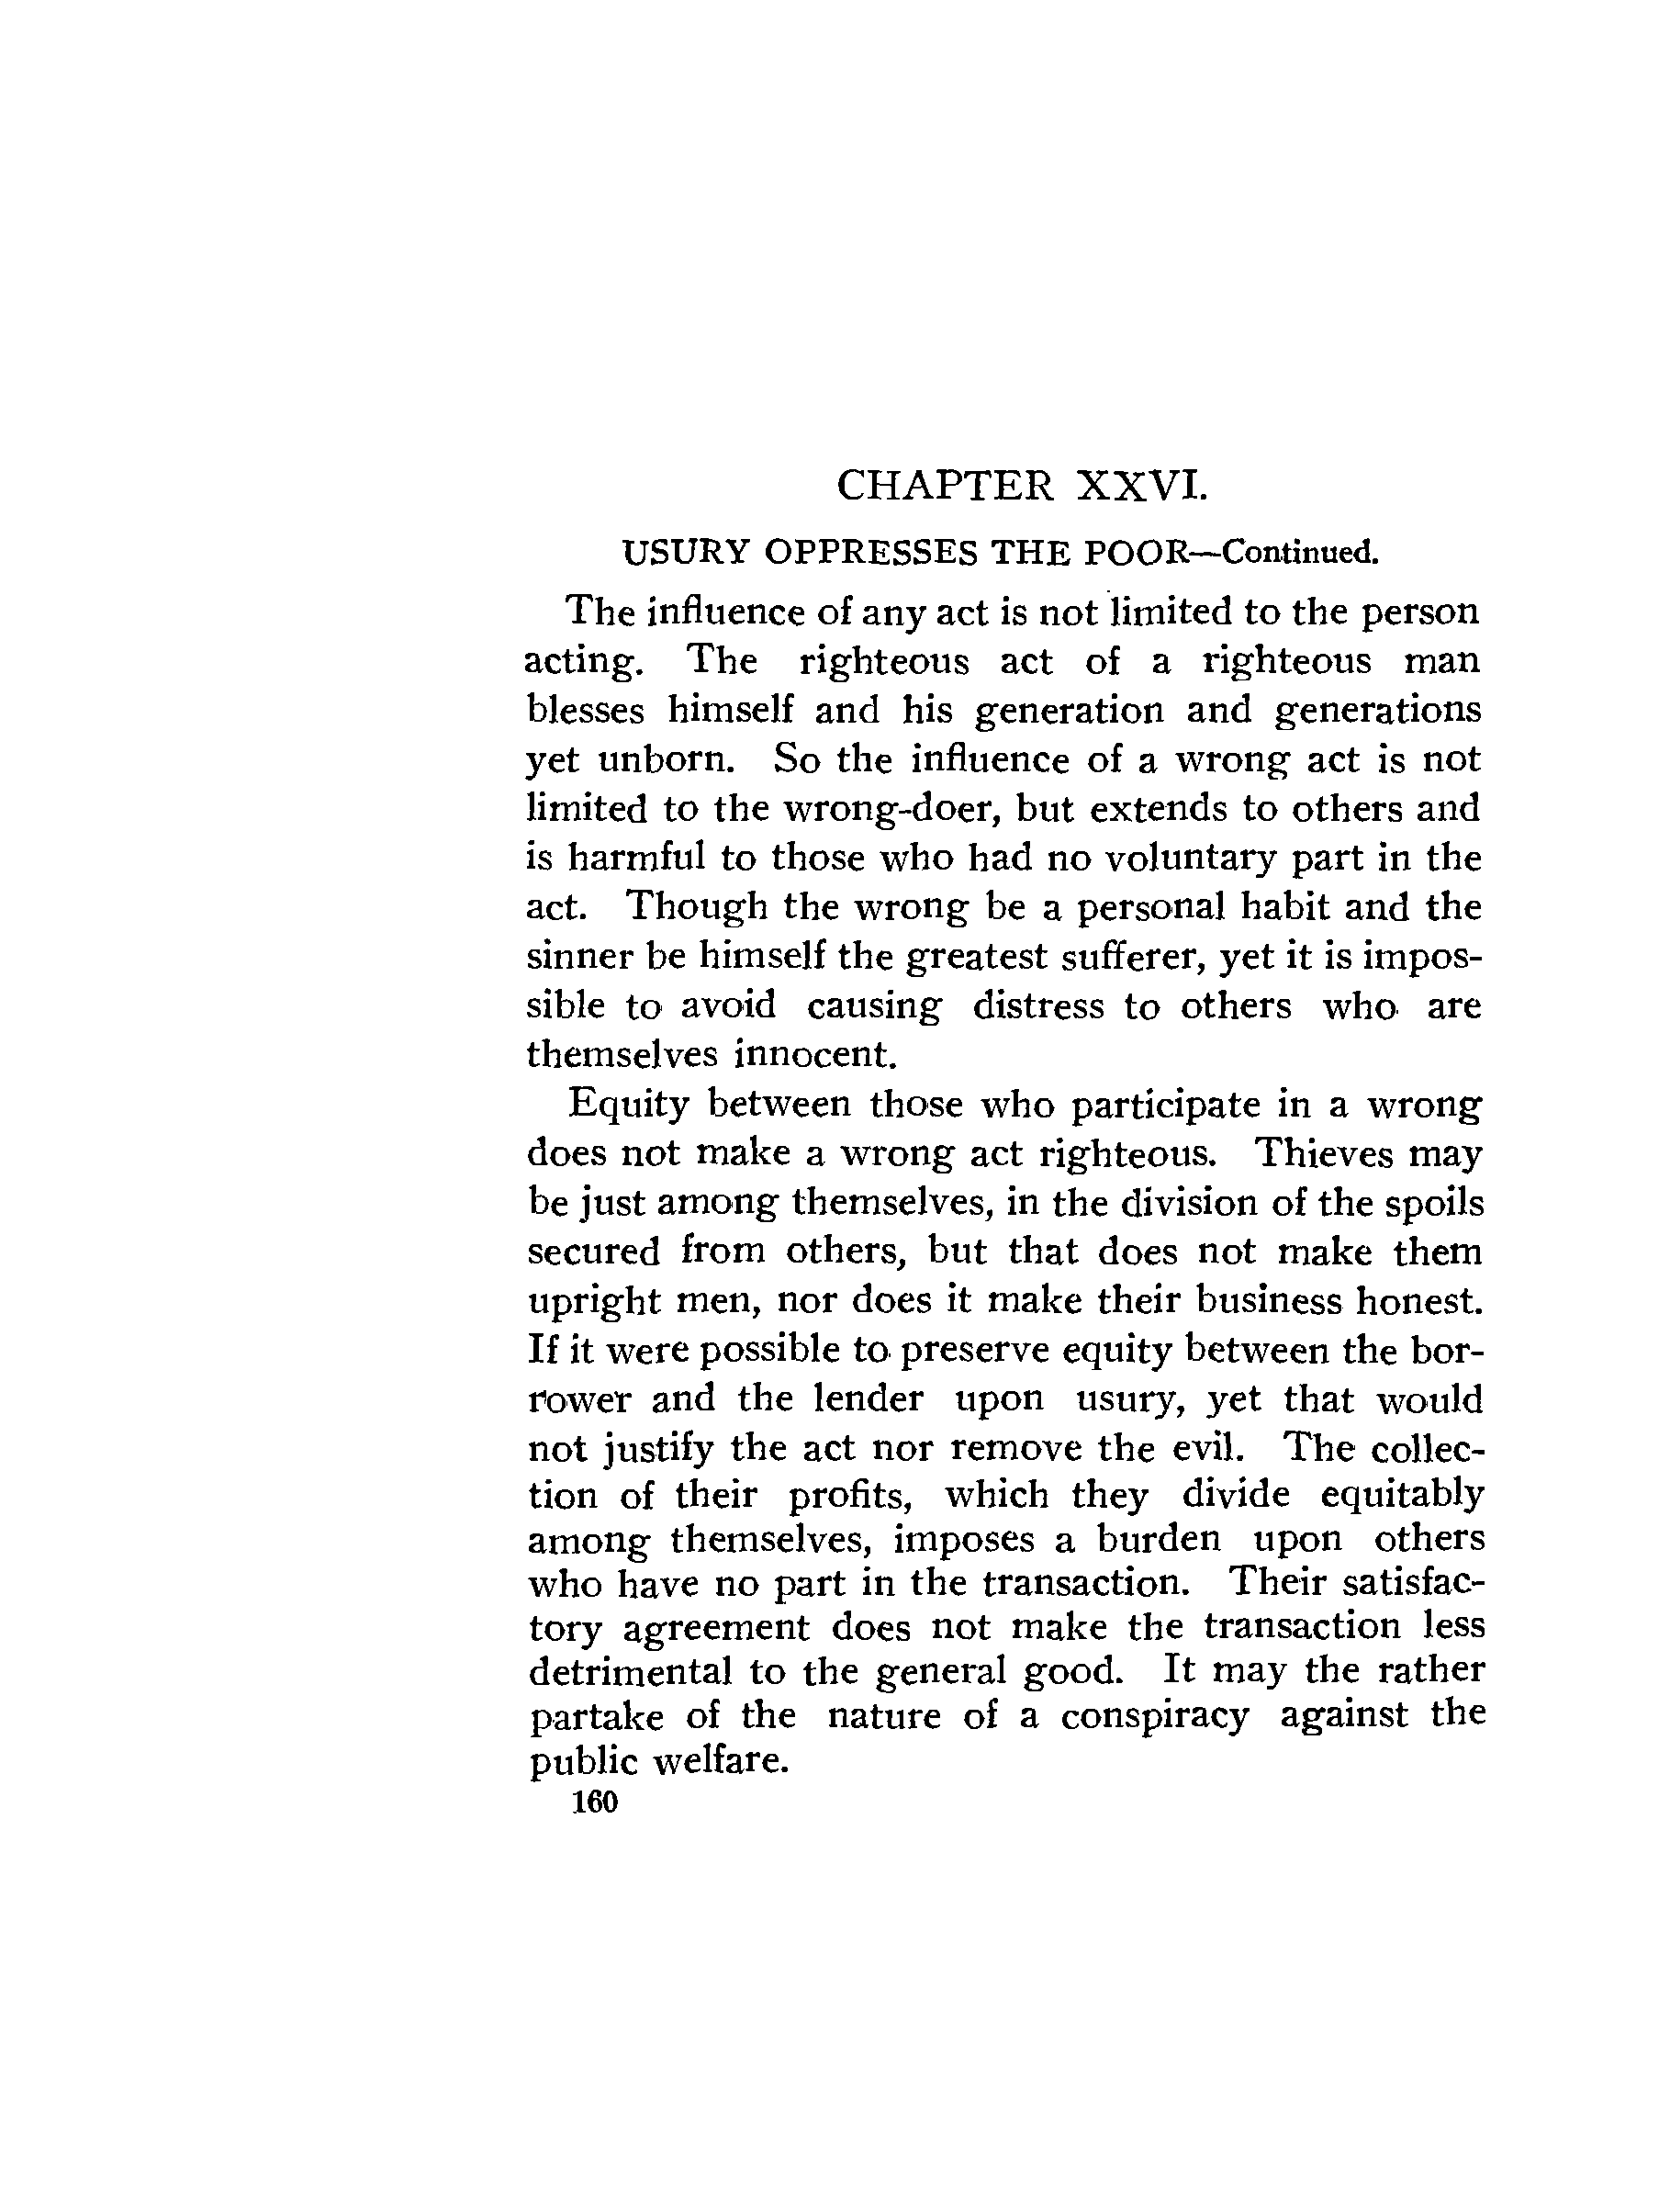 CHAPTER XXVI.
USURY OPPRESSES THE POOR—Continued.
The influence of any act is not limited to the person
acting. The righteous act of a righteous man
blesses himself and his generation and generations
yet unborn. So the influence of a wrong act is not
limited to the wrong-doer, but extends to others and
is harmful to those who had no voluntary part in the
act. Though the wrong be a personal habit and the
sinner be himself the greatest sufferer, yet it is impos-
sible to avoid causing distress to others who are
themselves innocent.
Equity between those who participate in a wrong
does not make a wrong act righteous. Thieves may
be just among themselves, in the division of the spoils
secured from others, but that does not make them
upright men, nor does it make their business honest.
If it were possible to preserve equity between the bor-
rower and the lender upon usury, yet that would
not justify the act nor remove the evil. The collec-
tion of their profits, which they divide equitably
among themselves, imposes a burden upon others
who have no part in the transaction. Their satisfac-
tory agreement does not make the transaction less
detrimental to the general good. It may the rather
partake of the nature of a conspiracy against the
public welfare.
160